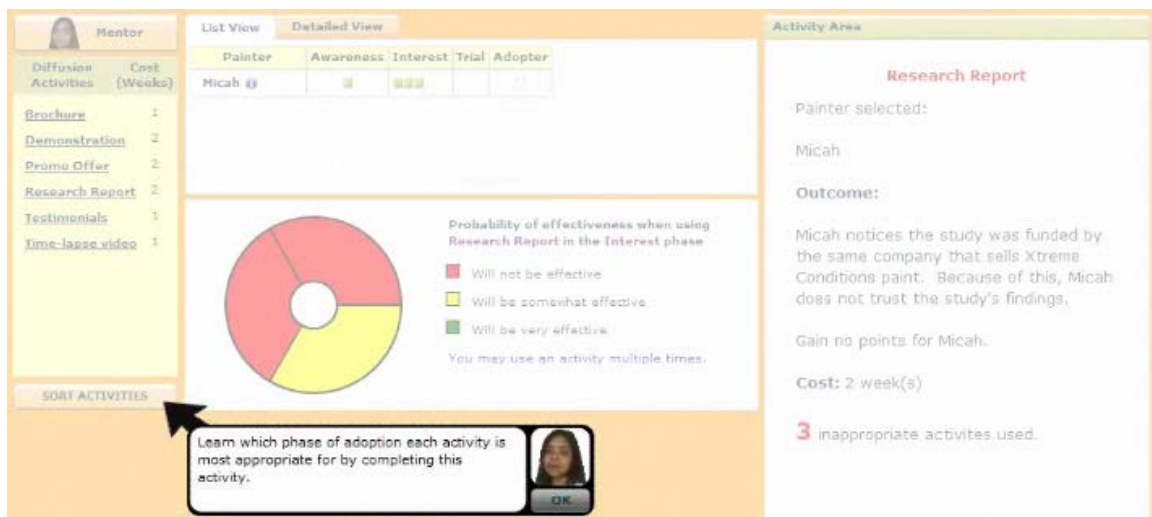 Mentor
Diffusion Activities
Cost (Weeks)
Brochure 1
Demonstration 2
Promo Offer 2
Research Report 2
Testimonials 1
Time-lapse video 1
SORT ACTIVITIES
List View
Detailed View
Painter Awareness Interest Trial Adopter
Micah
Probability of effectiveness when using
Research Report in the Interest phase
Will not be effective
Will be somewhat effective
Will be very effective
You may use an activity multiple times.
Learn which phase of adoption each activity is
most appropriate for by completing this
activity.
OK
Activity Area
Research Report
Painter selected:
Micah
Outcome:
Micah notices the study was funded by
the same company that sells Xtreme
Conditions paint. Because of this, Micah
does not trust the study's findings.
Gain no points for Micah.
Cost: 2 week(s)
3 inappropriate activites used.